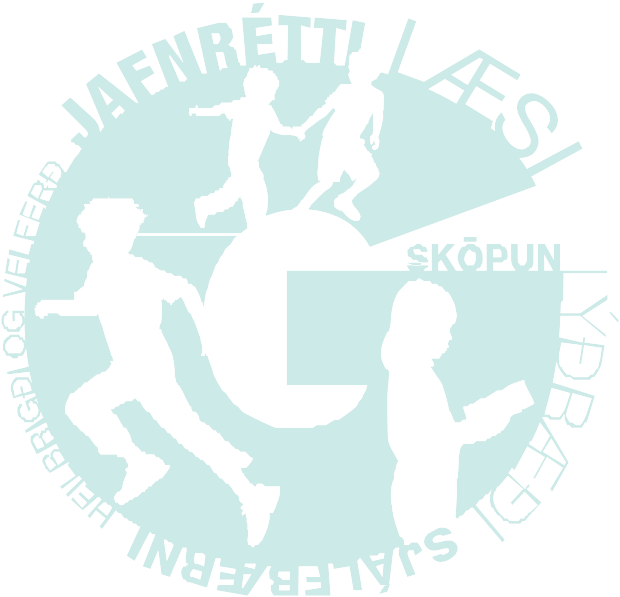 JAFNRÉTTI
LÆSI
SKÖPUN
LÝÐRÆÐI
SJÁLFBÆRNI
HEILBRIGÐI OG VELFERÐ